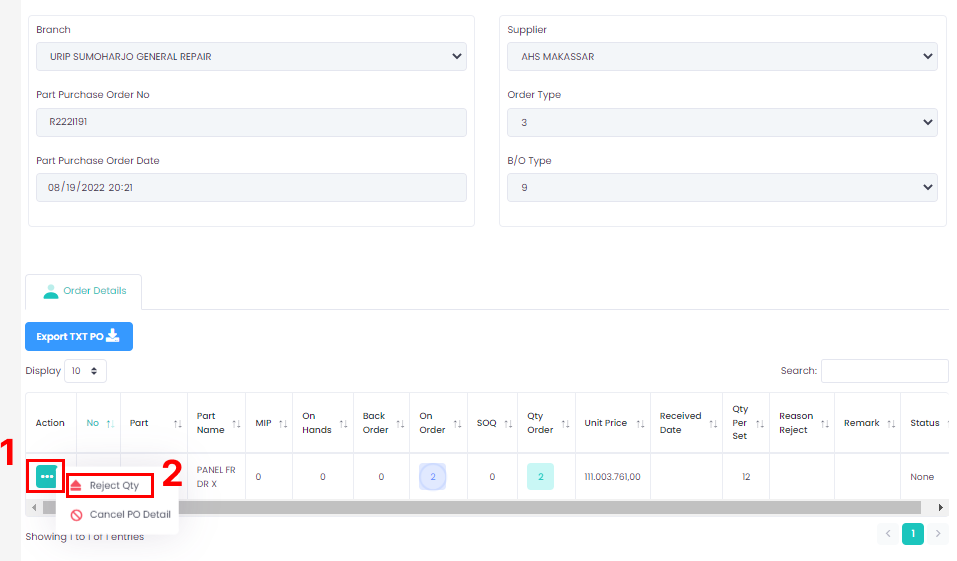 Branch
URIP SUMOHARJO GENERAL REPAIR
Part Purchase Order No
R222I191
Part Purchase Order Date
08/19/2022 20:21
Supplier
AHS MAKASSAR
Order Type
3
B/O Type
9
Order Details
Export TXT PO
Display 10
Search:
Action No Part Part Name MIP On Hands Back Order On Order SOQ Qty Order Unit Price Received Date Qty Per Set Reason Reject Remark Status
1
PANEL FR DR X 0 0 0 2 0 2 111.003.761,00 12 None
2
Reject Qty
Cancel PO Detail
Showing 1 to 1 of 1 entries
< 1 >